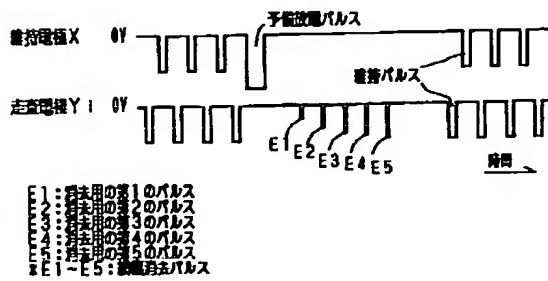 予備放電パルス
維持電極X 0V
維持パルス
走査電極Yi 0V
E1 E2 E3 E4 E5
時間
E1:消去用の第1のパルス
E2:消去用の第2のパルス
E3:消去用の第3のパルス
E4:消去用の第4のパルス
E5:消去用の第5のパルス
E1~E5:消去パルス